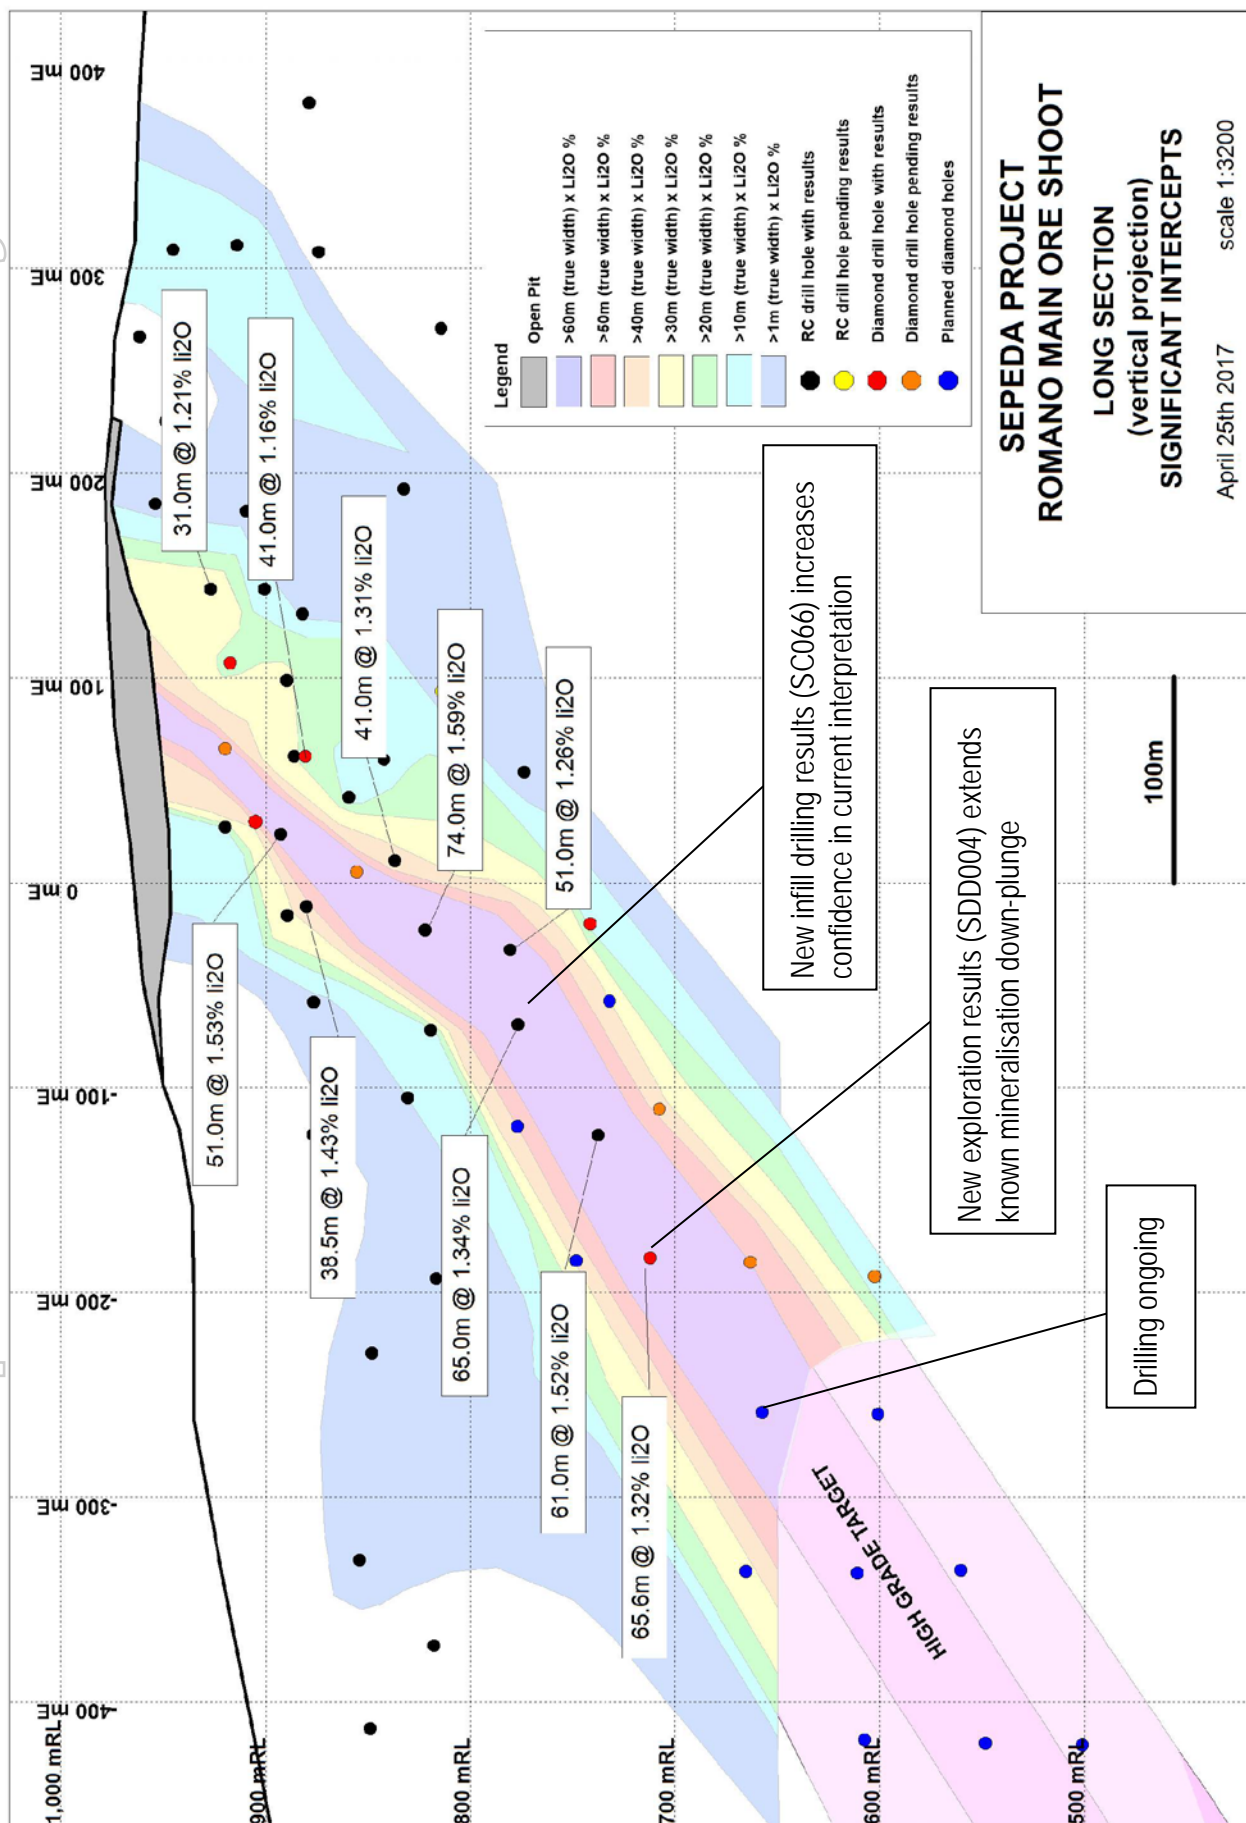 400 mE
300 mE
200 mE
100 mE
0 mE
-100 mE
-200 mE
-300 mE
-400 mE
1,000 mRL
900 mRL
800 mRL
700 mRL
600 mRL
500 mRL
31.0m @ 1.21% li2O
41.0m @ 1.16% li2O
41.0m @ 1.31% li2O
74.0m @ 1.59% li2O
51.0m @ 1.26% li2O
51.0m @ 1.53% li2O
38.5m @ 1.43% li2O
65.0m @ 1.34% li2O
61.0m @ 1.52% li2O
65.6m @ 1.32% li2O
HIGH GRADE TARGET
New infill drilling results (SC066) increases
confidence in current interpretation
New exploration results (SDD004) extends
known mineralisation down-plunge
Drilling ongoing
Legend
Open Pit
>60m (true width) x Li2O %
>50m (true width) x Li2O %
>40m (true width) x Li2O %
>30m (true width) x Li2O %
>20m (true width) x Li2O %
>10m (true width) x Li2O %
>1m (true width) x Li2O %
RC drill hole with results
RC drill hole pending results
Diamond drill hole with results
Diamond drill hole pending results
Planned diamond holes
100m
SEPEDA PROJECT
ROMANO MAIN ORE SHOOT
LONG SECTION
(vertical projection)
SIGNIFICANT INTERCEPTS
April 25th 2017 scale 1:3200